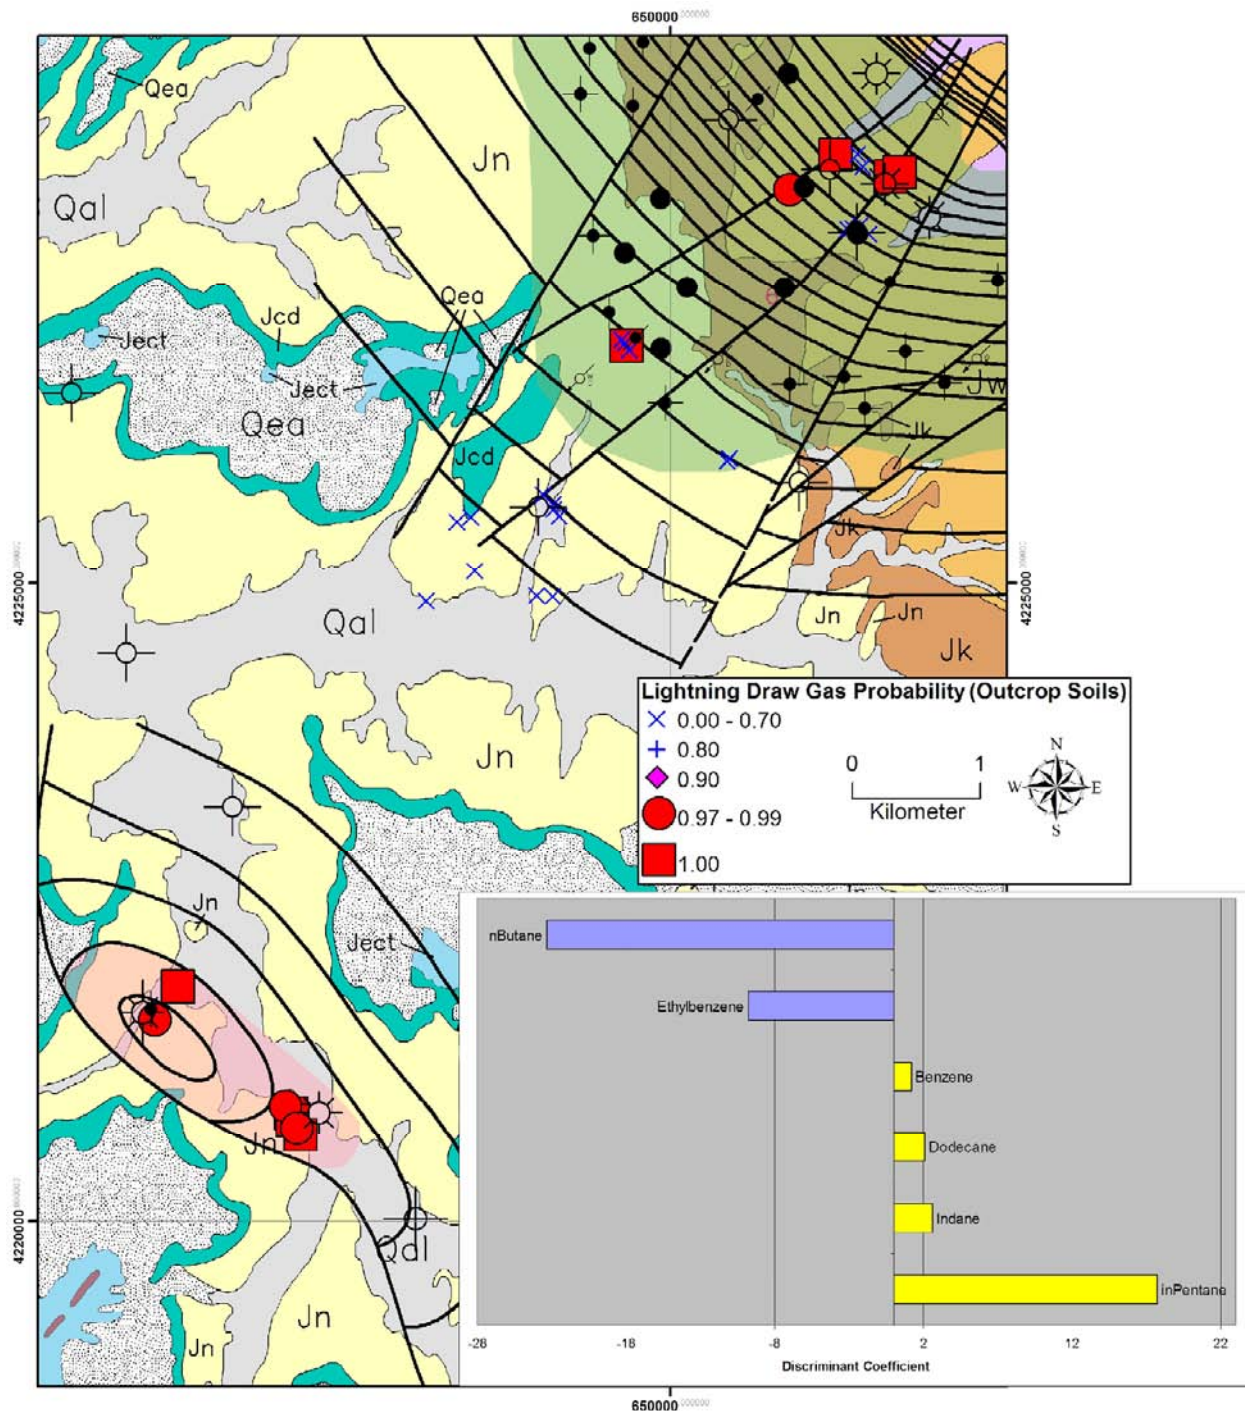 650000
Qea
Jn
Qal
Qea
Jcd
Ject
Ject
Jw
Qea
Jk
Jcd
Jk
4225000
4225000
Qal
Jn
Jn
Jk
Lightning Draw Gas Probability (Outcrop Soils)
0.00 - 0.70
0.80
0.90
0.97 - 0.99
1.00
0 1
Kilometer
N
W E
S
Jn
Jn
Ject
nButane
Ethylbenzene
Benzene
Dodecane
Indane
inPentane
Jn
4220000
Qal
Jn
Jn
-28 -18 -8 2 12 22
Discriminant Coefficient
650000